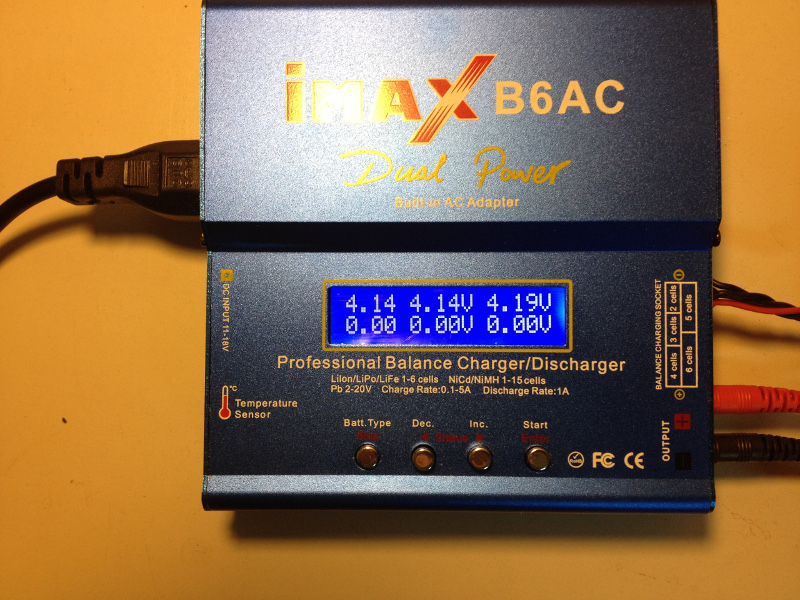 iMAX B6AC
Dual Power
Built-in AC Adapter
DC INPUT 11-18V
4.14 4.14V 4.19V
0.00 0.00V 0.00V
BALANCE CHARGING SOCKET
2 cells
3 cells
4 cells
5 cells
6 cells
Professional Balance Charger/Discharger
LiIon/LiPo/LiFe 1-6 cells NiCd/NiMH 1-15cells
Pb 2-20V Charge Rate:0.1-5A Discharge Rate:1A
°C
Temperature
Sensor
Batt.Type Dec. Inc. Start
Stop Status Enter
OUTPUT
RoHS FC CE